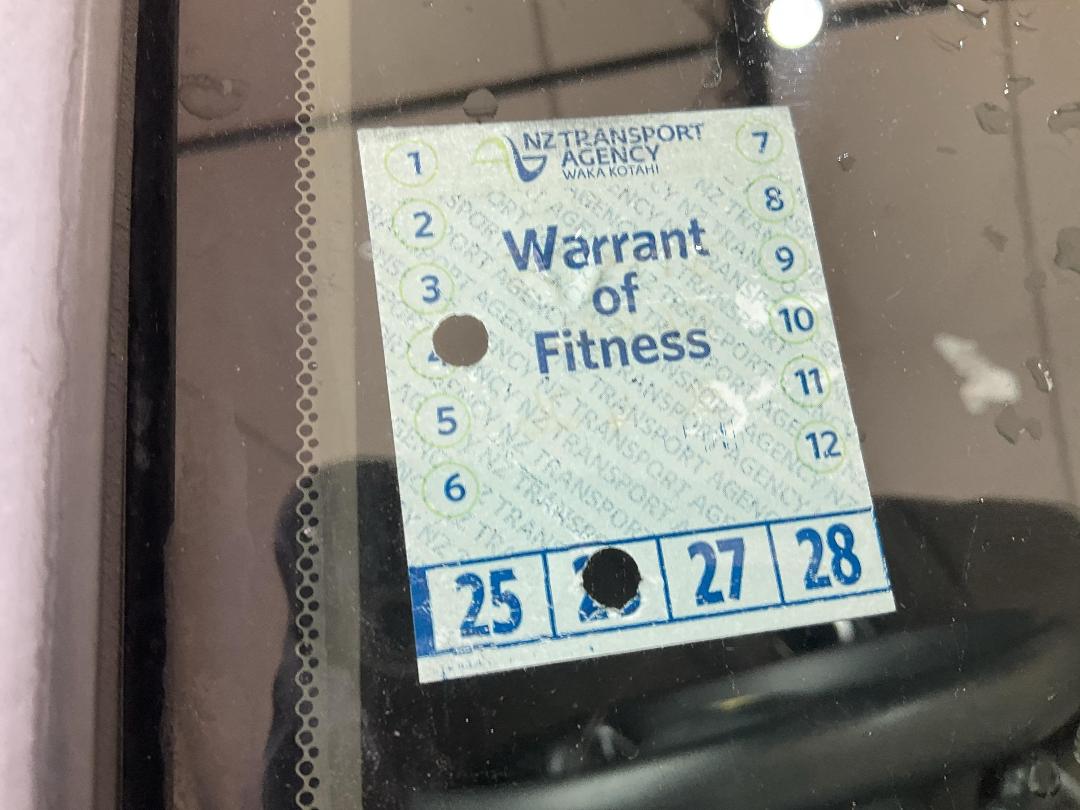 NZ TRANSPORT
AGENCY
WAKA KOTAHI
Warrant
of
Fitness
1
2
3
4
5
6
7
8
9
10
11
12
25
27
28